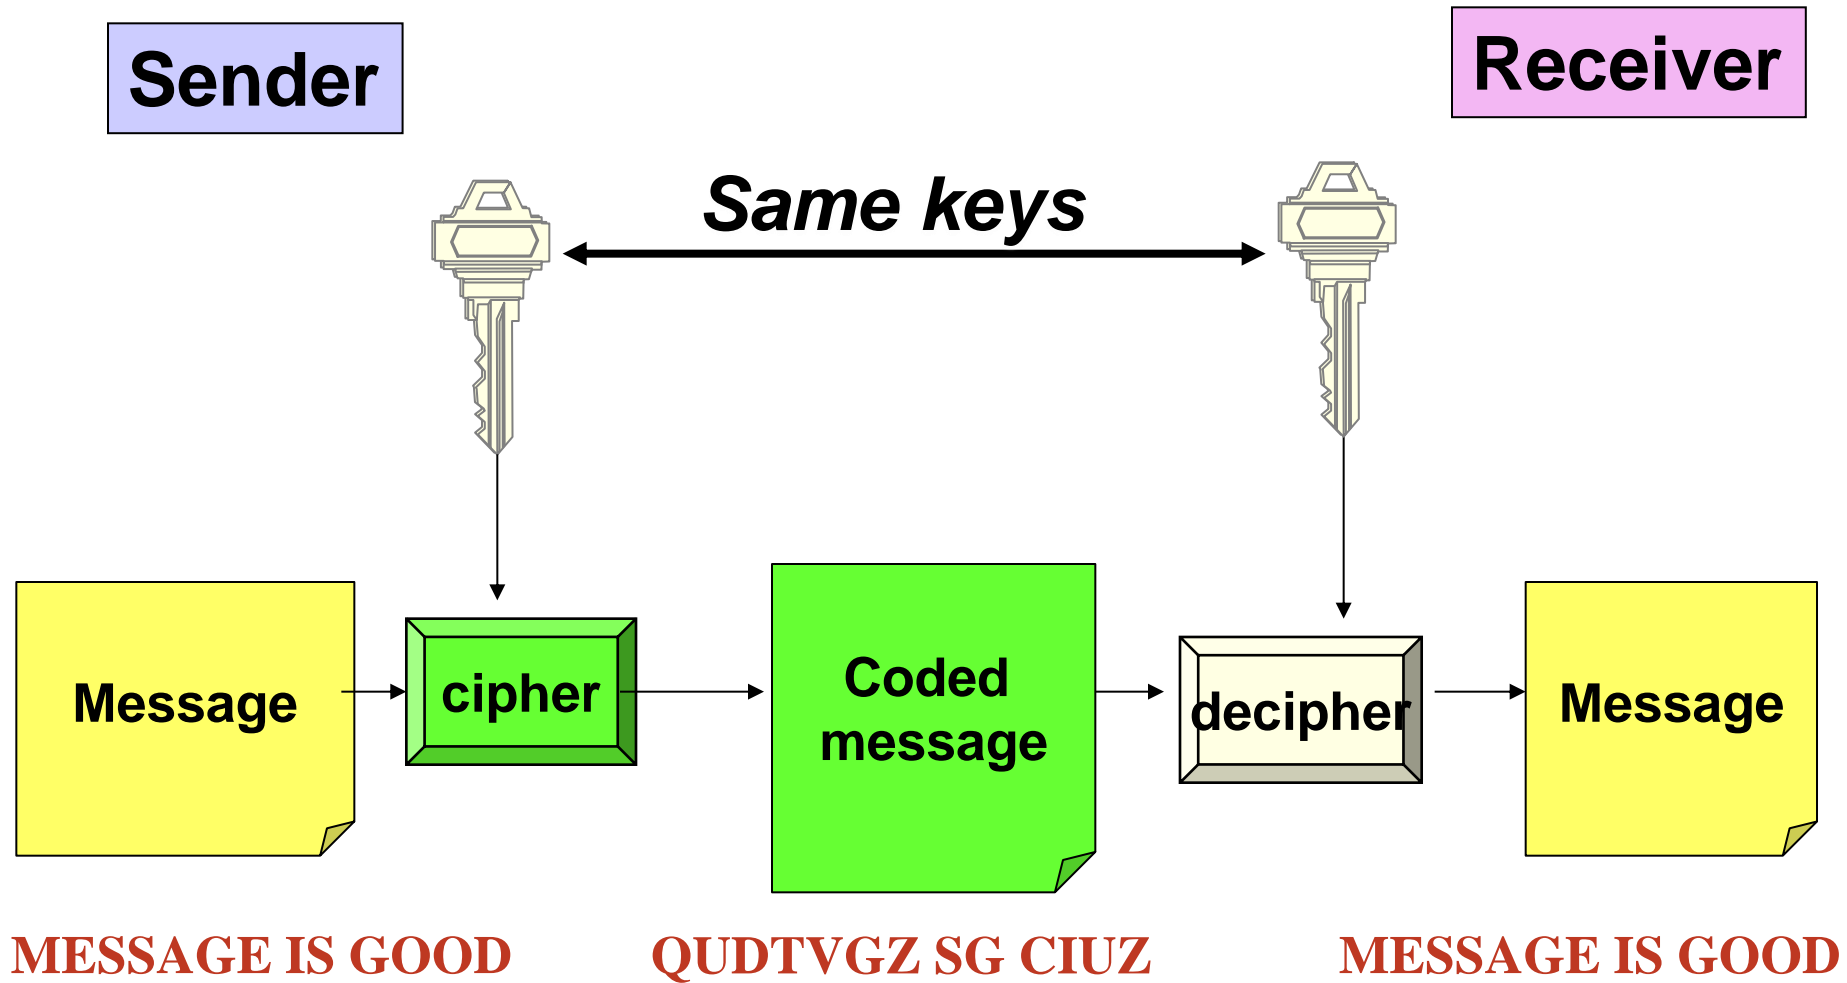 Sender
Receiver
Same keys
Message
cipher
Coded
message
decipher
Message
MESSAGE IS GOOD
QUDTVGZ SG CIUZ
MESSAGE IS GOOD